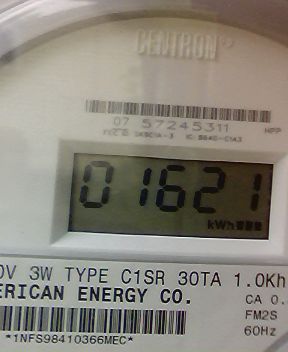 CENTRON®
07 57245311
01621
kWh
0V 3W TYPE C1SR 30TA 1.0Kh
ERICAN ENERGY CO. CA 0.
FM2S
*1NFS98410366MEC* 60Hz